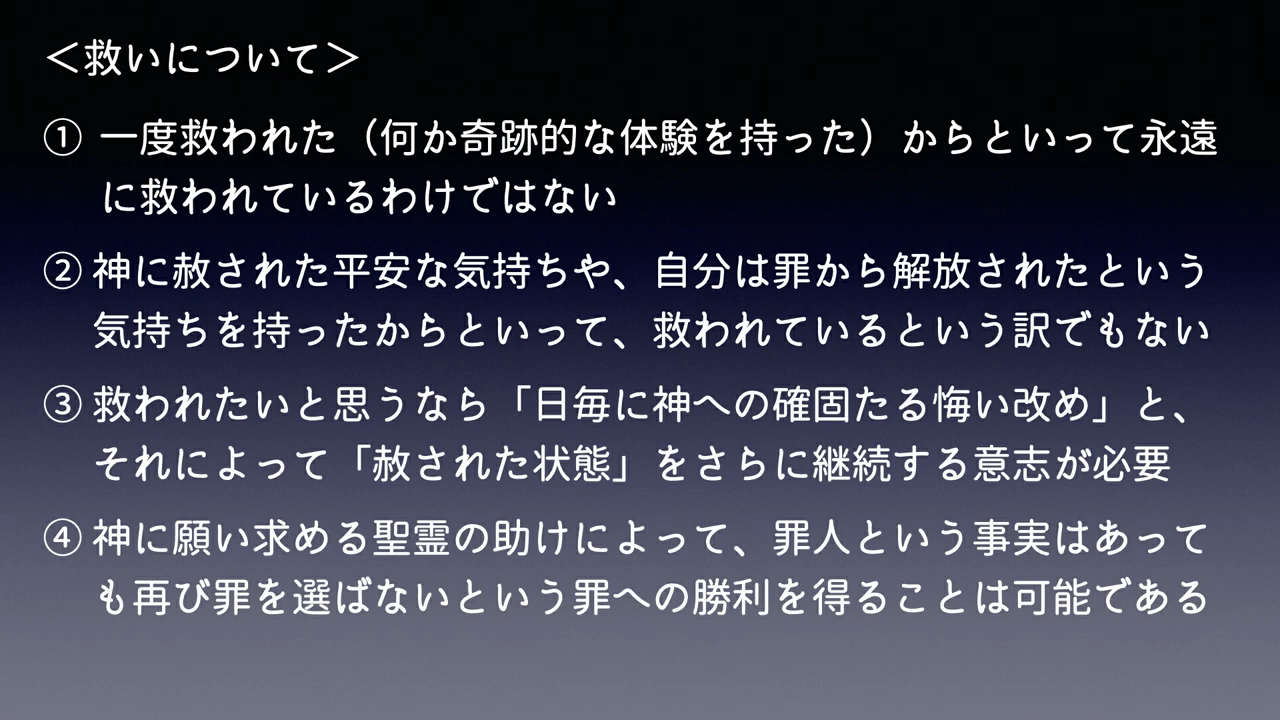 ＜救いについて＞
① 一度救われた（何か奇跡的な体験を持った）からといって永遠
に救われているわけではない
② 神に赦された平安な気持ちや、自分は罪から解放されたという
気持ちを持ったからといって、救われているという訳でもない
③ 救われたいと思うなら「日毎に神への確固たる悔い改め」と、
それによって「赦された状態」をさらに継続する意志が必要
④ 神に願い求める聖霊の助けによって、罪人という事実はあって
も再び罪を選ばないという罪への勝利を得ることは可能である